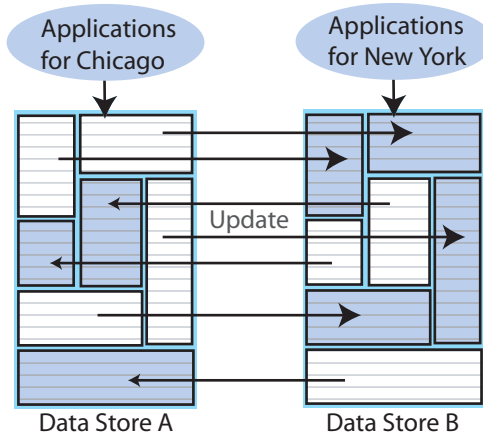 Applications
for Chicago
Applications
for New York
Update
Data Store A
Data Store B